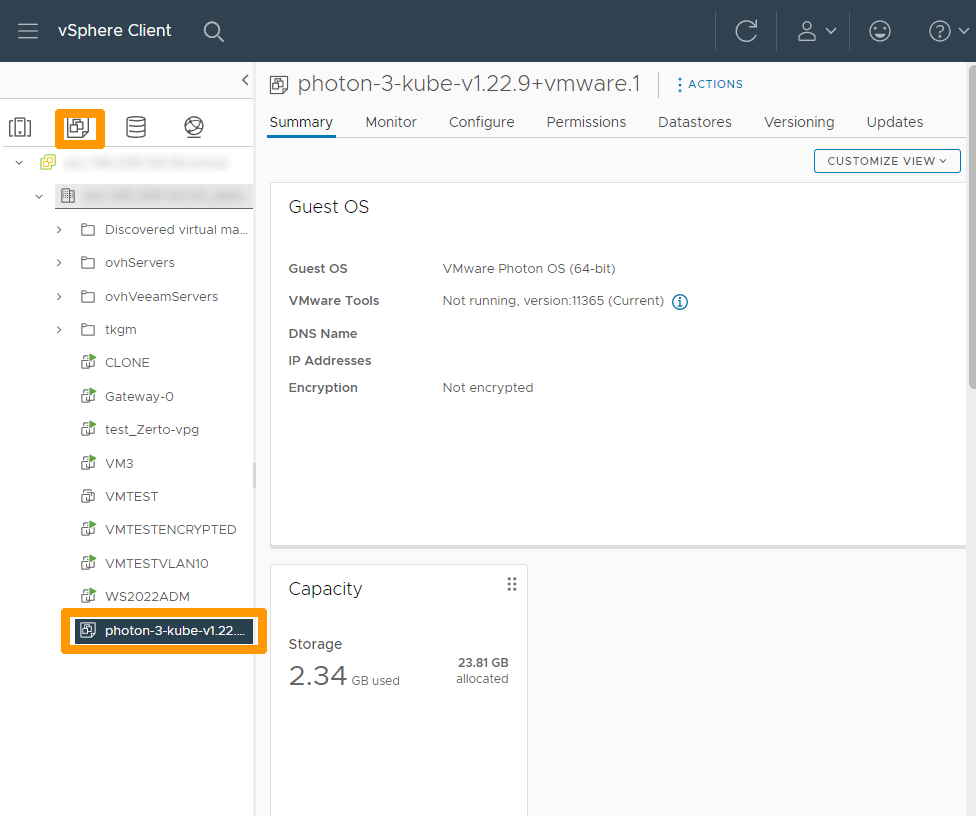 vSphere Client
photon-3-kube-v1.22.9+vmware.1
ACTIONS
Summary Monitor Configure Permissions Datastores Versioning Updates
CUSTOMIZE VIEW
Discovered virtual ma...
ovhServers
ovhVeeamServers
tkgm
CLONE
Gateway-0
test_Zerto-vpg
VM3
VMTEST
VMTESTENCRYPTED
VMTESTVLAN10
WS2022ADM
photon-3-kube-v1.22....
Guest OS
Guest OS VMware Photon OS (64-bit)
VMware Tools Not running, version:11365 (Current)
DNS Name
IP Addresses
Encryption Not encrypted
Capacity
Storage
2.34 GB used
23.81 GB
allocated